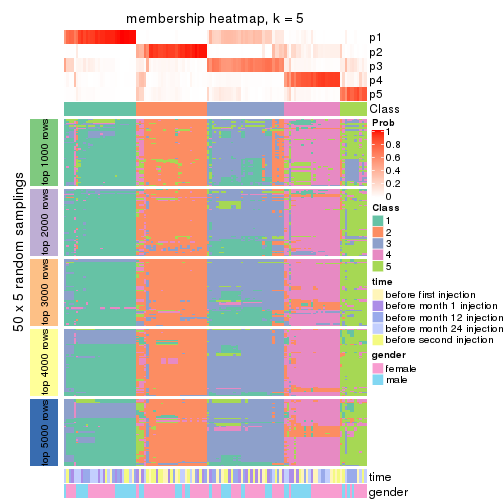 membership heatmap, k = 5
p1
p2
p3
p4
p5
Class
50 x 5 random samplings
top 1000 rows
top 2000 rows
top 3000 rows
top 4000 rows
top 5000 rows
time
gender
Prob
1
0.8
0.6
0.4
0.2
0
Class
1
2
3
4
5
time
before first injection
before month 1 injection
before month 12 injection
before month 24 injection
before second injection
gender
female
male